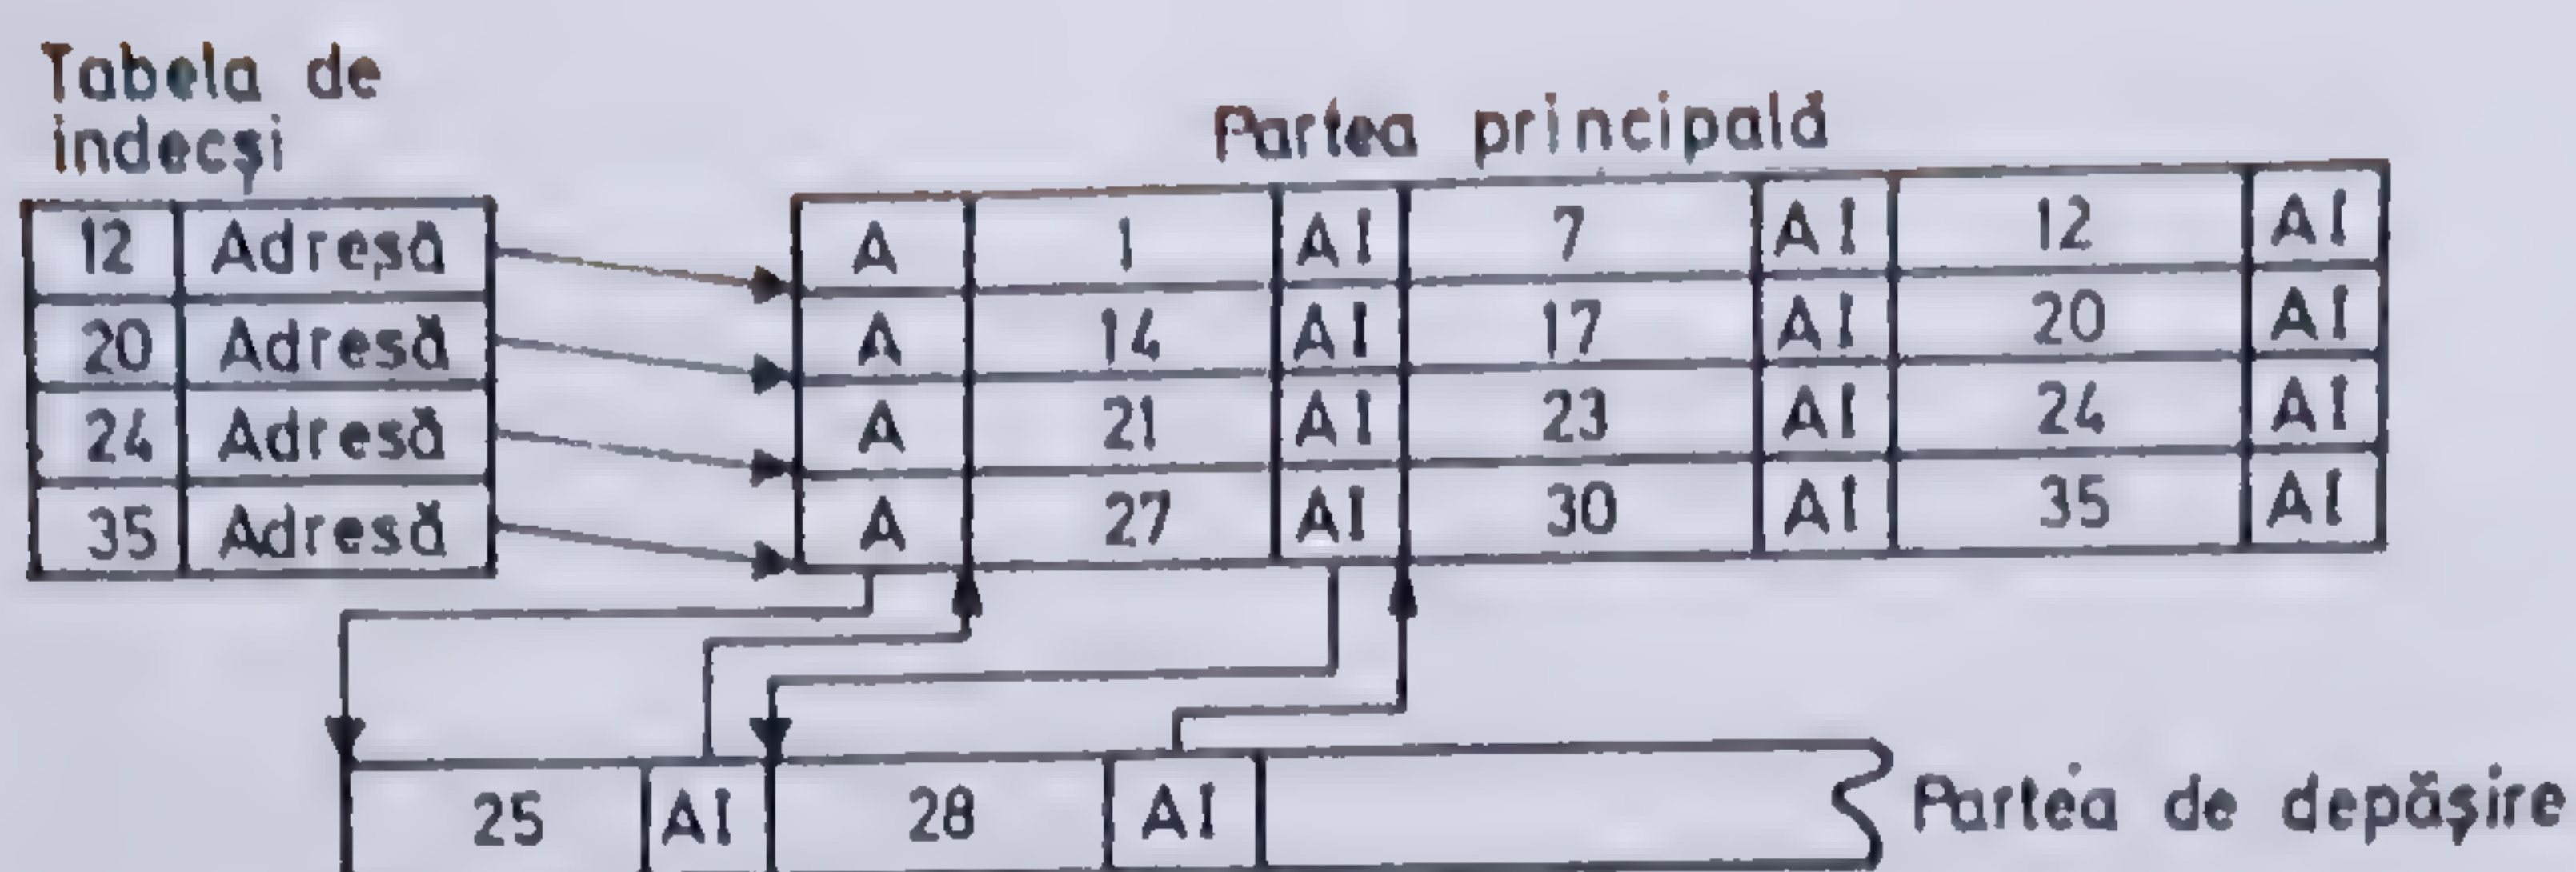 Tabela de
indecși
Partea principală
12 Adresă
20 Adresă
24 Adresă
35 Adresă
A 1 AI 7 AI 12 AI
A 14 AI 17 AI 20 AI
A 21 AI 23 AI 24 AI
A 27 AI 30 AI 35 AI
25 AI 28 AI
Partea de depășire